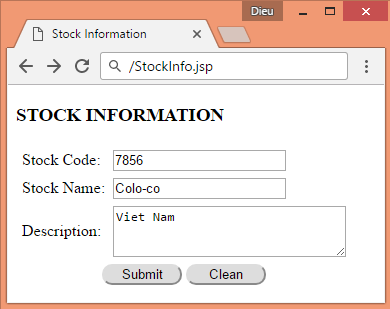 Dieu
Stock Information
/StockInfo.jsp
STOCK INFORMATION
Stock Code: 7856
Stock Name: Colo-co
Description: Viet Nam
Submit Clean